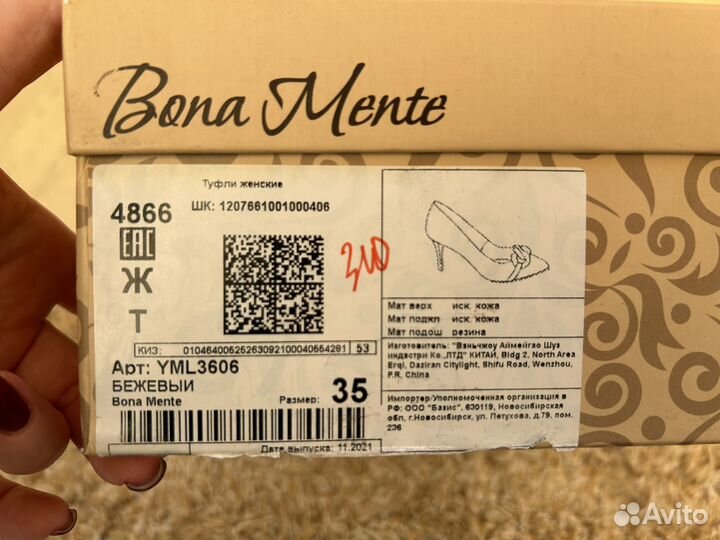 Bona Mente
Туфли женские
4866
ШК: 1207661001000406
EAC
Ж
Т
310
КИЗ: 01046400525263092100040554281 53
Арт: YML3606
БЕЖЕВЫЙ
Bona Mente
Размер: 35
Дата выпуска: 11.2021
Мат верх иск. кожа
Мат подкл иск. кожа
Мат подош резина
Изготовитель: "Вэньчжоу Аймейгао Шуз
индастри Ко.,ЛТД" КИТАЙ, Bldg 2, North Area
Erqi, Daziran Citylight, Shifu Road, Wenzhou,
P.R. China
Импортер/Уполномоченная организация в
РФ: ООО "Базис", 630119, Новосибирская
обл, г.Новосибирск, ул. Петухова, д.79, пом.
236
Avito